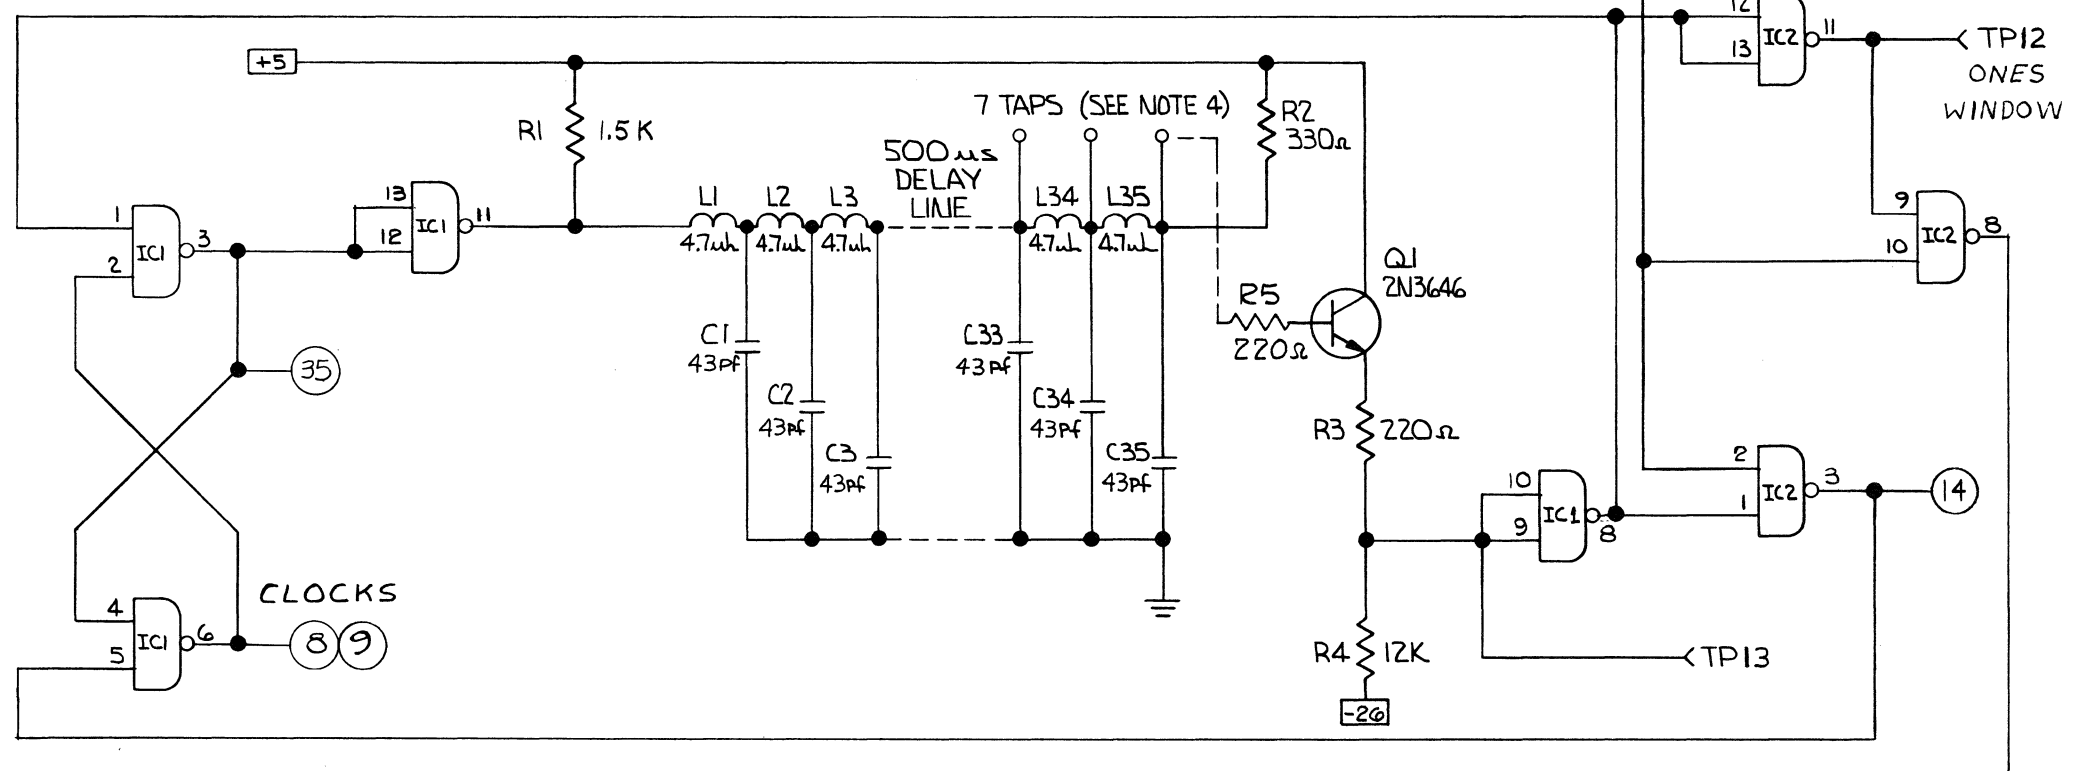 12
IC2
11
TP12
13
ONES
WINDOW
+5
7 TAPS (SEE NOTE 4)
R1
1.5K
R2
330Ω
500us
DELAY
LINE
L1
L2
L3
L34
L35
4.7uh
4.7uh
4.7uh
4.7uh
4.7uh
13
12
IC1
11
1
2
IC1
3
9
10
IC2
8
Q1
2N3646
R5
220Ω
C1
43pf
C2
43pf
C3
43pf
C33
43pf
C34
43pf
C35
43pf
35
R3
220Ω
10
9
IC1
8
2
1
IC2
3
14
CLOCKS
4
5
IC1
6
8
9
R4
12K
TP13
-26